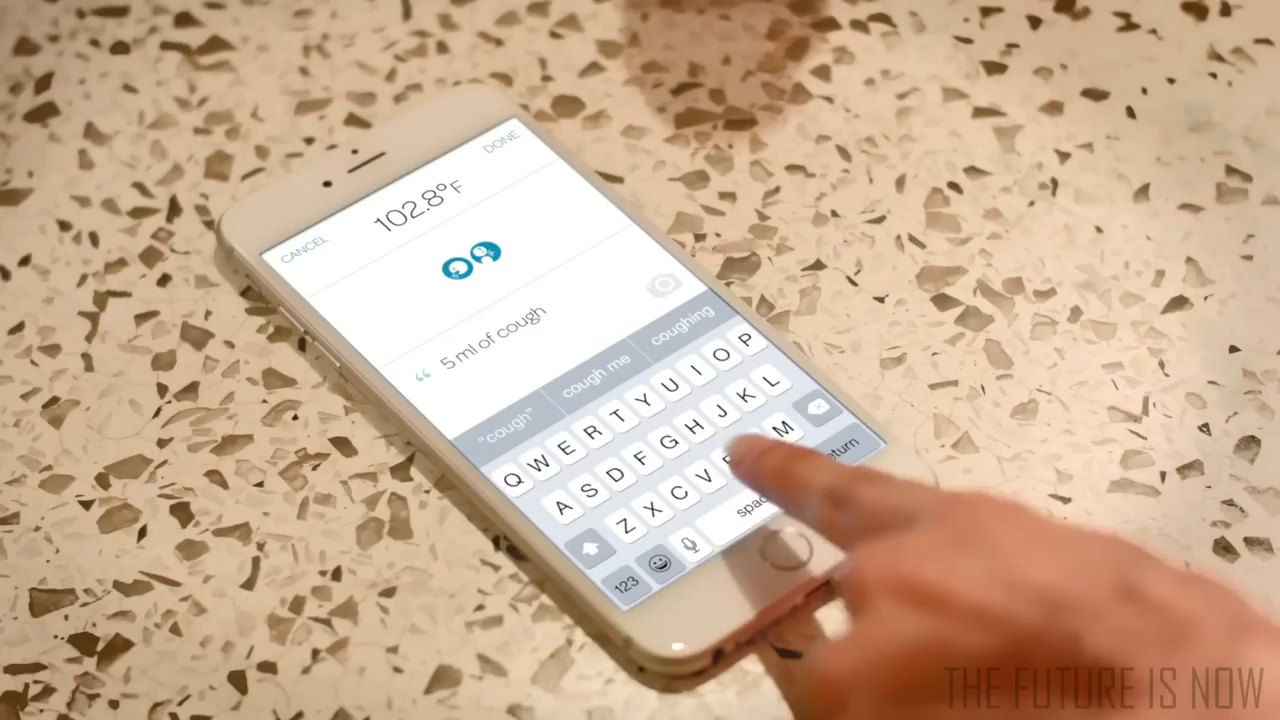 CANCEL 102.8°F DONE
“ 5 ml of cough
“cough” cough me coughing
Q W E R T Y U I O P
A S D F G H J K L
Z X C V M
123 space return
THE FUTURE IS NOW